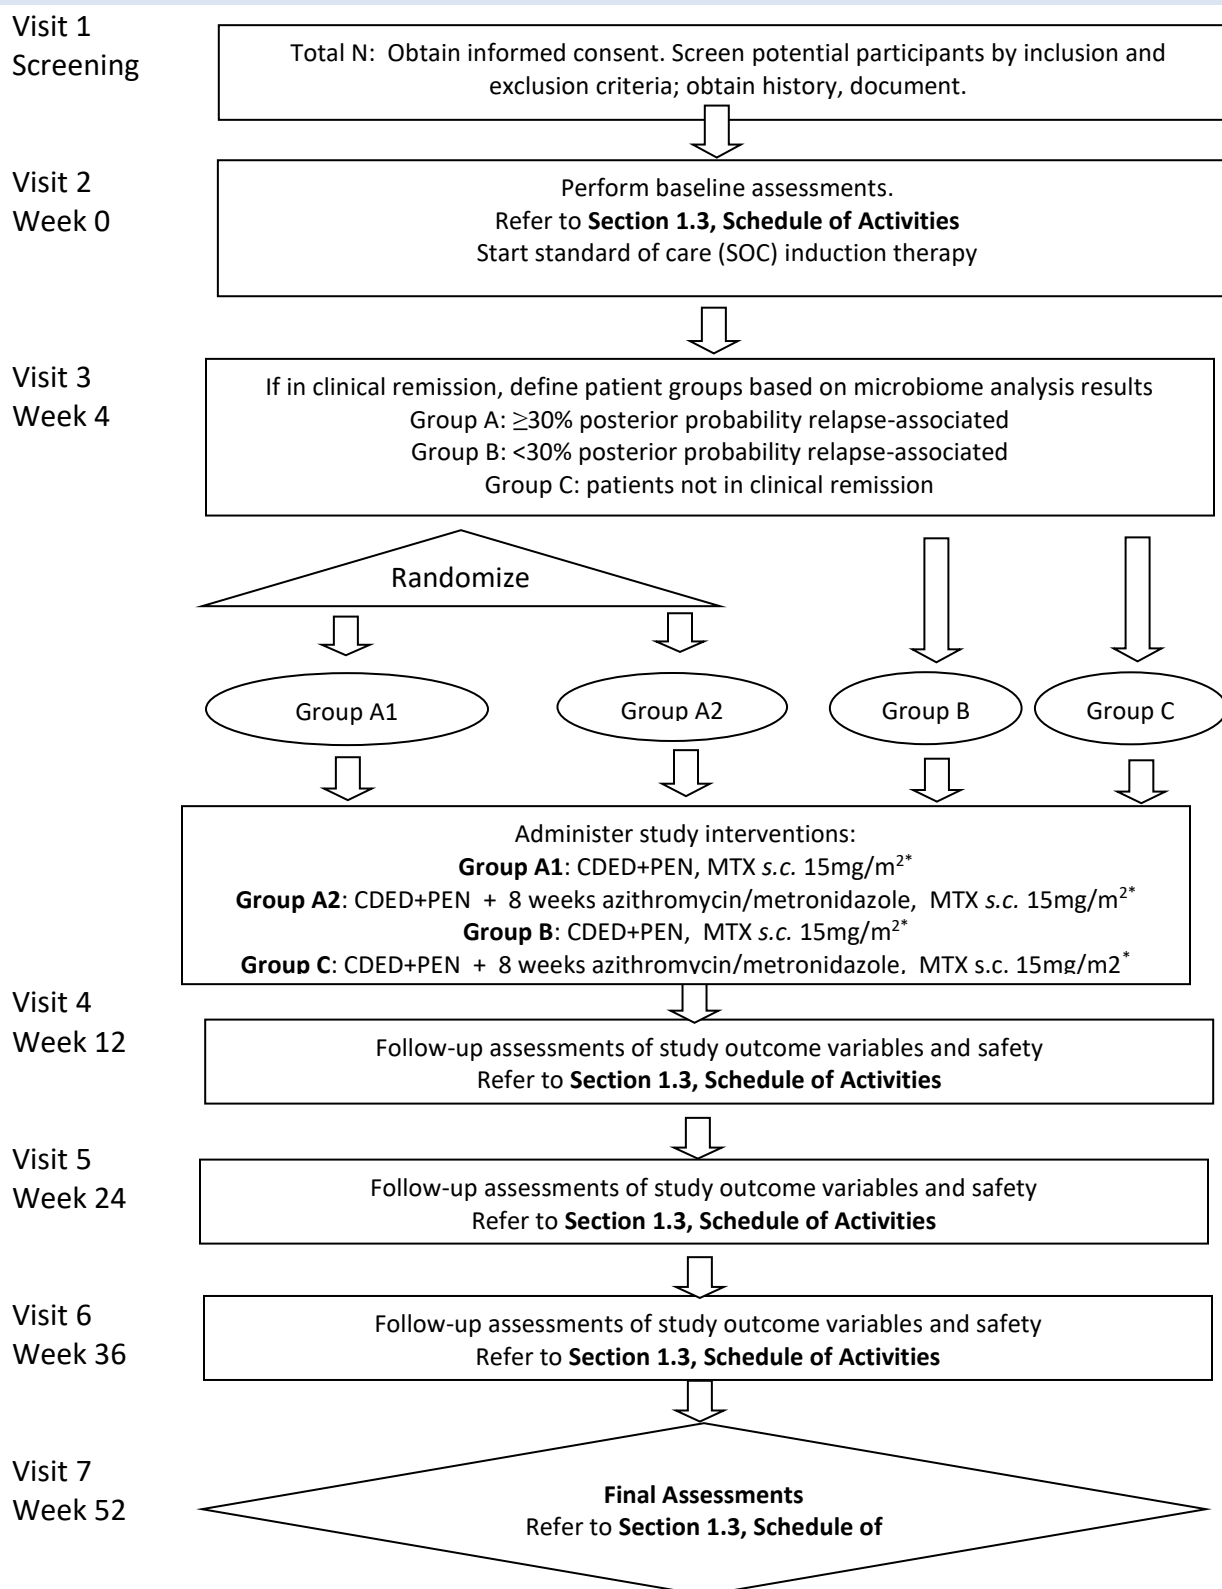 Visit 1
Screening
Total N: Obtain informed consent. Screen potential participants by inclusion and
exclusion criteria; obtain history, document.
Visit 2
Week 0
Perform baseline assessments.
Refer to Section 1.3, Schedule of Activities
Start standard of care (SOC) induction therapy
Visit 3
Week 4
If in clinical remission, define patient groups based on microbiome analysis results
Group A: ≥30% posterior probability relapse-associated
Group B: <30% posterior probability relapse-associated
Group C: patients not in clinical remission
Randomize
Group A1
Group A2
Group B
Group C
Administer study interventions:
Group A1: CDED+PEN, MTX s.c. 15mg/m²*
Group A2: CDED+PEN + 8 weeks azithromycin/metronidazole, MTX s.c. 15mg/m²*
Group B: CDED+PEN, MTX s.c. 15mg/m²*
Group C: CDED+PEN + 8 weeks azithromycin/metronidazole, MTX s.c. 15mg/m2*
Visit 4
Week 12
Follow-up assessments of study outcome variables and safety
Refer to Section 1.3, Schedule of Activities
Visit 5
Week 24
Follow-up assessments of study outcome variables and safety
Refer to Section 1.3, Schedule of Activities
Visit 6
Week 36
Follow-up assessments of study outcome variables and safety
Refer to Section 1.3, Schedule of Activities
Visit 7
Week 52
Final Assessments
Refer to Section 1.3, Schedule of